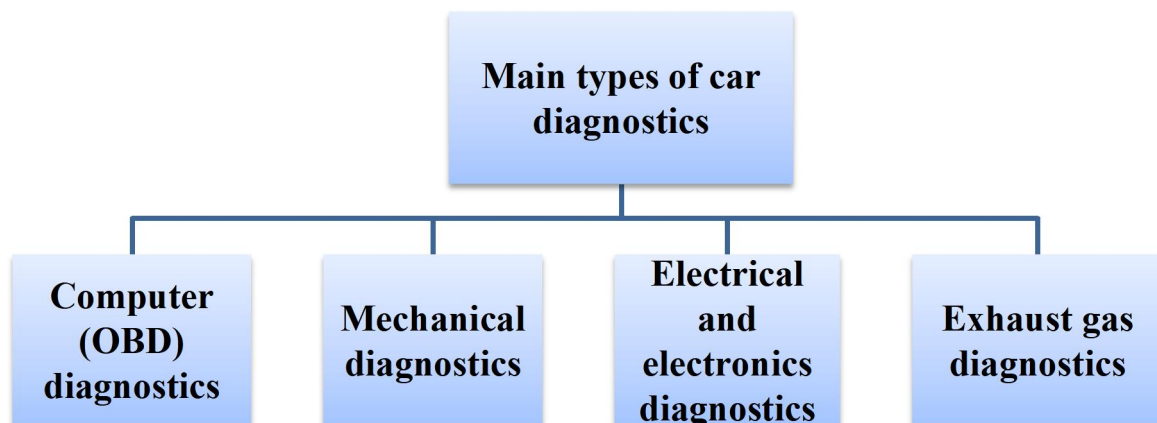 Main types of car
diagnostics
Computer
(OBD)
diagnostics
Mechanical
diagnostics
Electrical
and
electronics
diagnostics
Exhaust gas
diagnostics